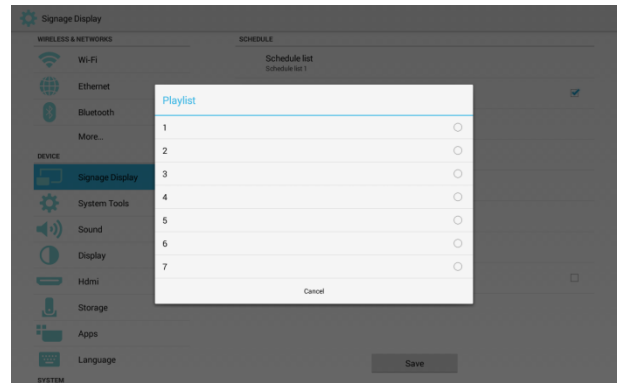 Signage Display
WIRELESS & NETWORKS
SCHEDULE
Wi-Fi
Schedule list
Schedule list 1
Ethernet
Bluetooth
More...
DEVICE
Signage Display
System Tools
Sound
Display
Hdmi
Storage
Apps
Language
SYSTEM
Playlist
1
2
3
4
5
6
7
Cancel
Save